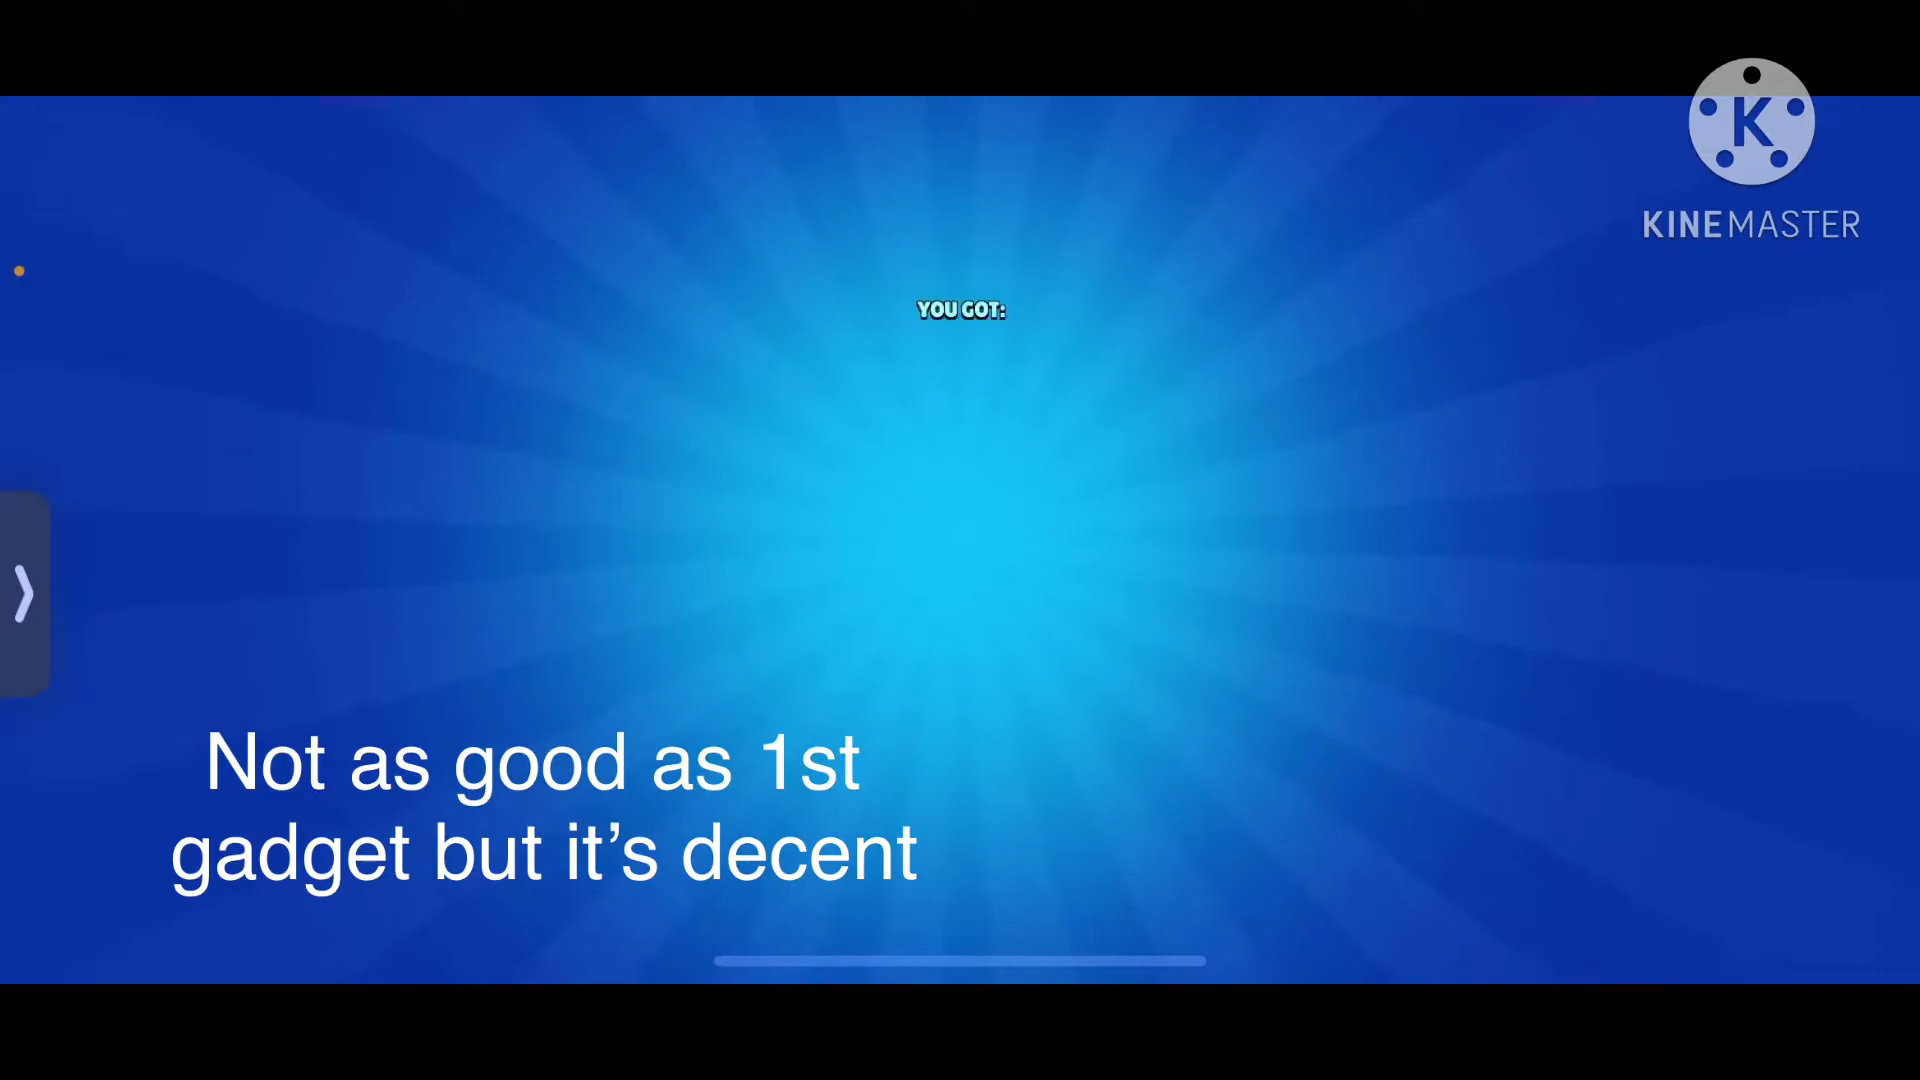 K
KINEMASTER
YOU GOT:
Not as good as 1st
gadget but it’s decent